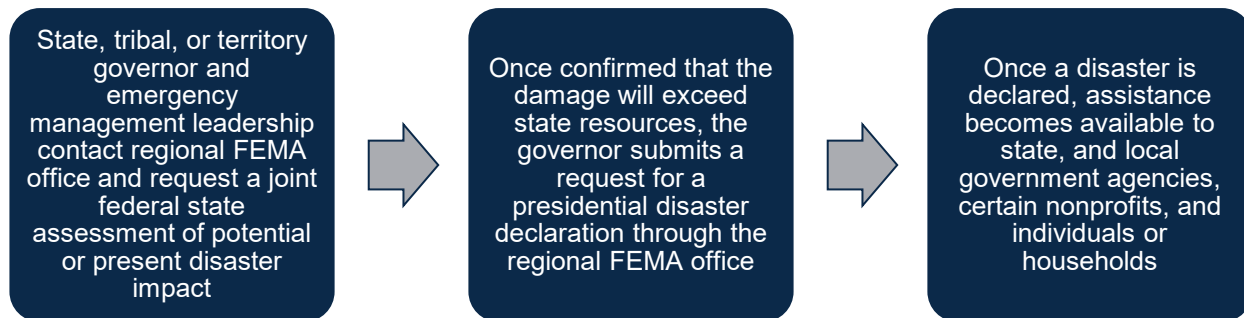 State, tribal, or territory
governor and
emergency
management leadership
contact regional FEMA
office and request a joint
federal state
assessment of potential
or present disaster
impact
Once confirmed that the
damage will exceed
state resources, the
governor submits a
request for a
presidential disaster
declaration through the
regional FEMA office
Once a disaster is
declared, assistance
becomes available to
state, and local
government agencies,
certain nonprofits, and
individuals or
households